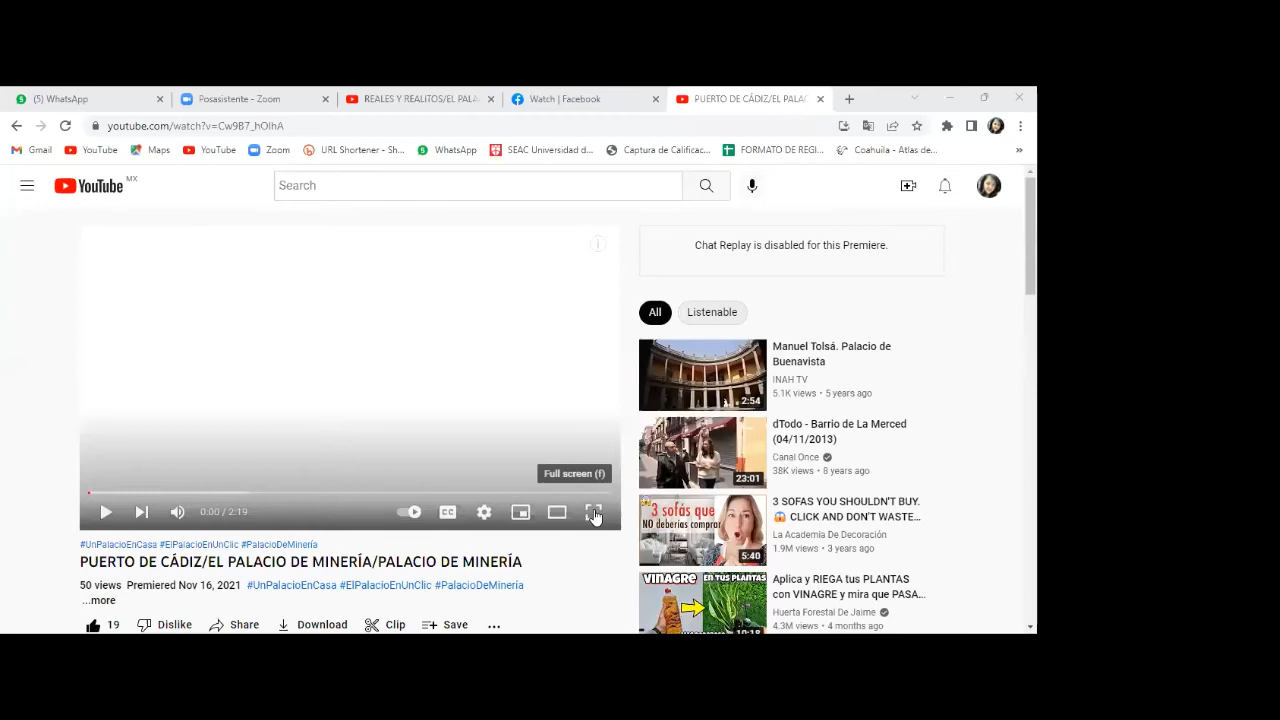 (5) WhatsApp
Posasistente - Zoom
REALES Y REALITOS/EL PALA
Watch | Facebook
PUERTO DE CÁDIZ/EL PALAC
youtube.com/watch?v=Cw9B7_hOlhA
Gmail
YouTube
Maps
YouTube
Zoom
URL Shortener - Sh...
WhatsApp
SEAC Universidad d...
Captura de Calificac...
FORMATO DE REGI...
Coahuila - Atlas de...
»
YouTube MX
Search
Chat Replay is disabled for this Premiere.
All
Listenable
Manuel Tolsá. Palacio de
Buenavista
INAH TV
5.1K views • 5 years ago
2:54
dTodo - Barrio de La Merced
(04/11/2013)
Canal Once
38K views • 8 years ago
23:01
3 SOFAS YOU SHOULDN'T BUY.
😱 CLICK AND DON'T WASTE...
La Academia De Decoración
1.9M views • 3 years ago
3 sofás que
NO deberías comprar
5:40
Aplica y RIEGA tus PLANTAS
con VINAGRE y mira que PASA...
Huerta Forestal De Jaime
4.3M views • 4 months ago
VINAGRE
EN TUS PLANTAS
10:18
Full screen (f)
0:00 / 2:19
CC
#UnPalacioEnCasa #ElPalacioEnUnClic #PalacioDeMinería
PUERTO DE CÁDIZ/EL PALACIO DE MINERÍA/PALACIO DE MINERÍA
50 views Premiered Nov 16, 2021 #UnPalacioEnCasa #ElPalacioEnUnClic #PalacioDeMinería
...more
19
Dislike
Share
Download
Clip
Save